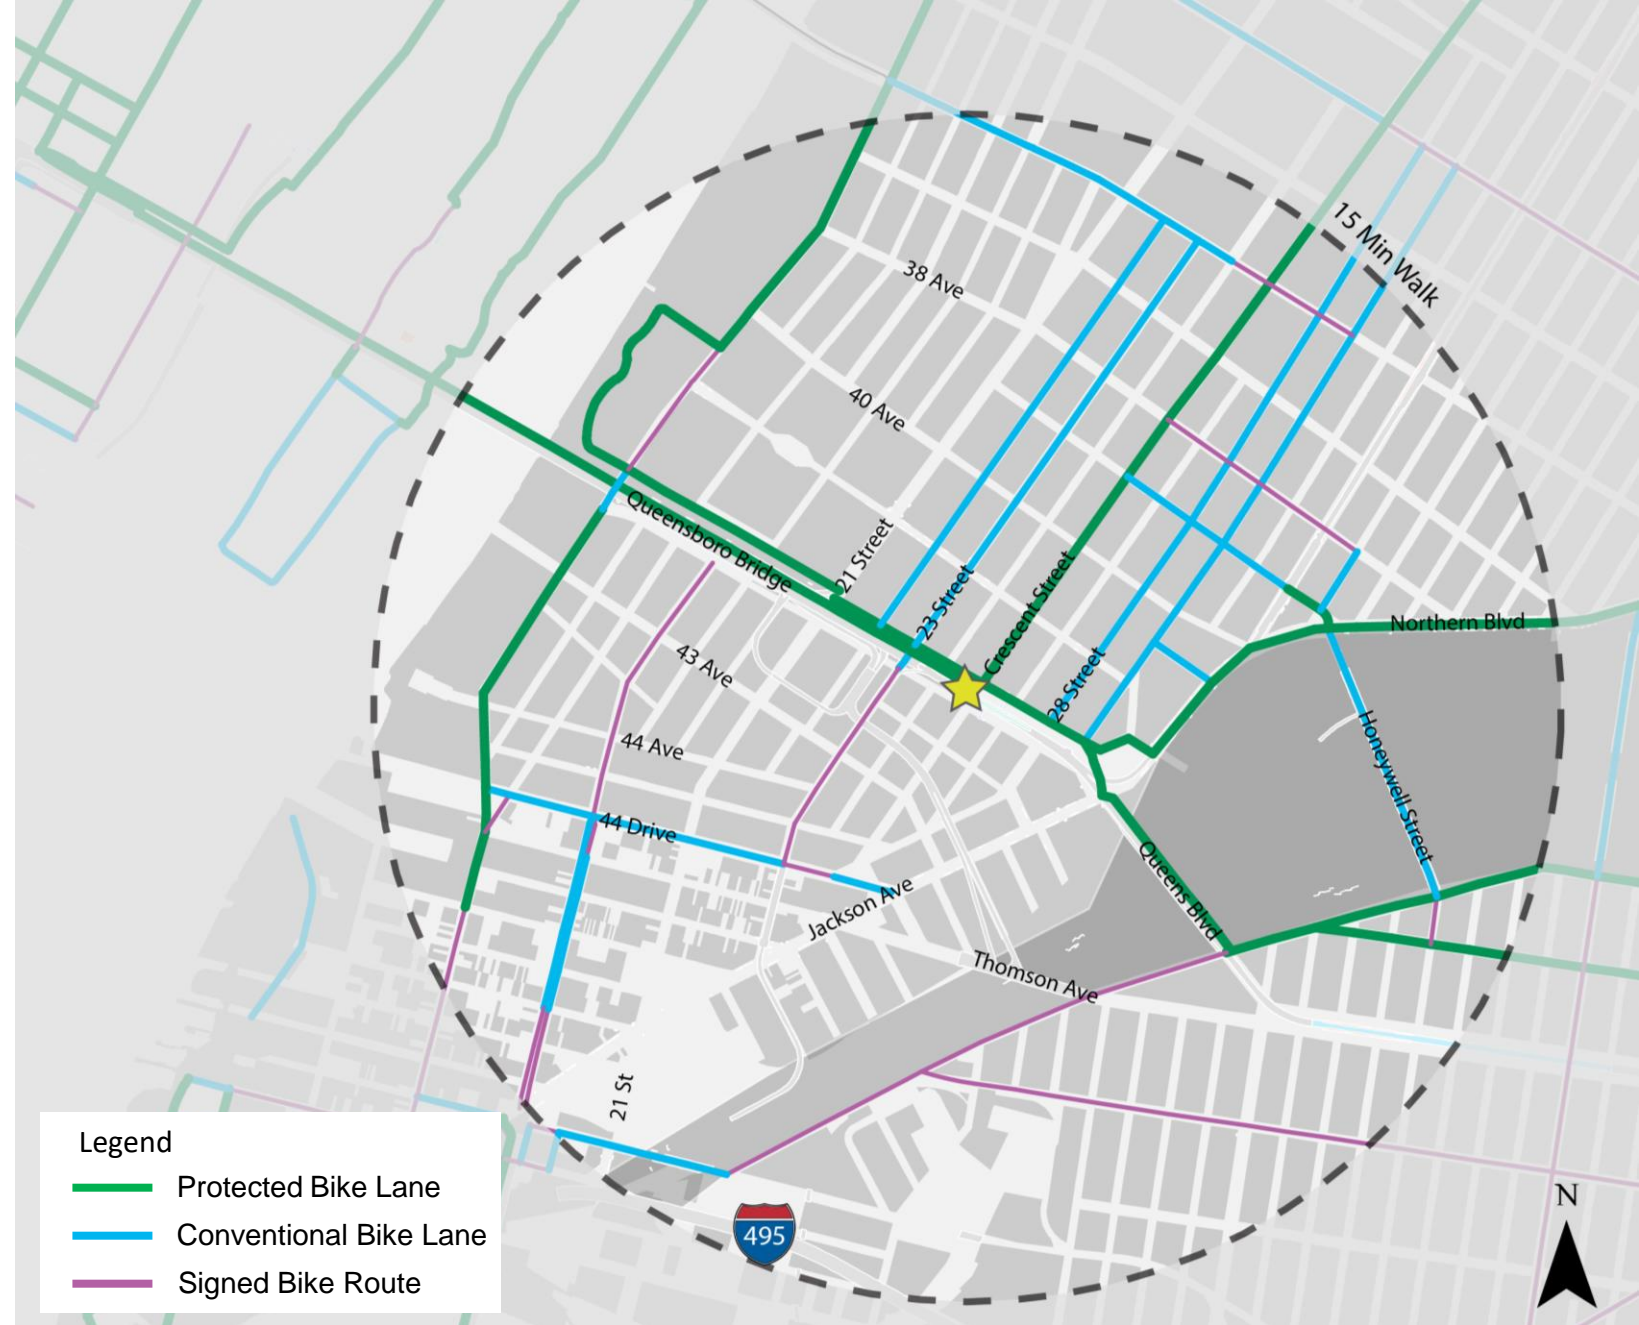 15 Min Walk
38 Ave
40 Ave
Queensboro Bridge
21 Street
23 Street
Crescent Street
28 Street
Northern Blvd
Honeywell Street
43 Ave
44 Ave
44 Drive
Jackson Ave
Queens Blvd
Thomson Ave
21 St
495
N
Legend
Protected Bike Lane
Conventional Bike Lane
Signed Bike Route